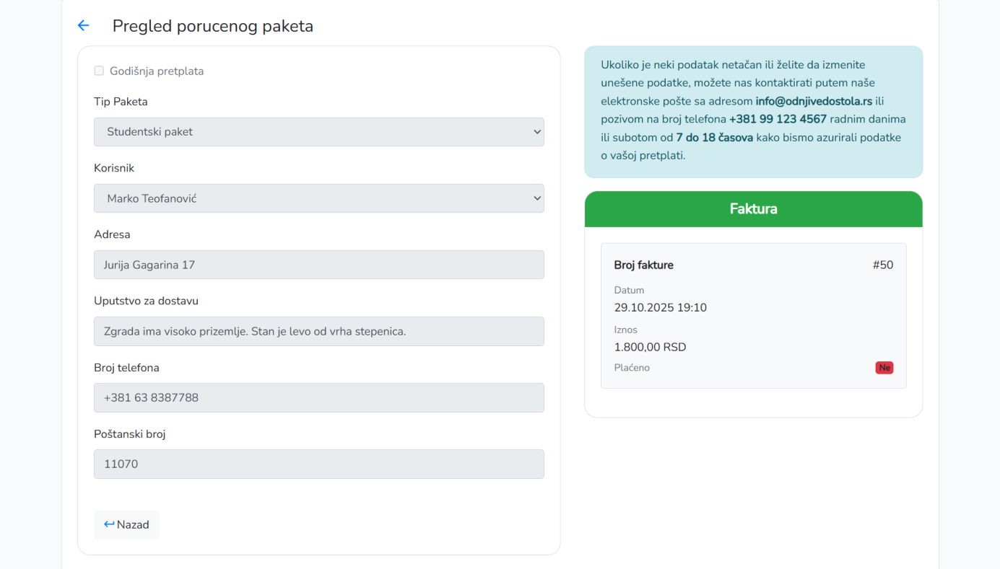 Pregled porucenog paketa
Godišnja pretplata
Tip Paketa
Studentski paket
Korisnik
Marko Teofanović
Adresa
Jurija Gagarina 17
Uputstvo za dostavu
Zgrada ima visoko prizemlje. Stan je levo od vrha stepenica.
Broj telefona
+381 63 8387788
Poštanski broj
11070
Nazad
Ukoliko je neki podatak netačan ili želite da izmenite
unešene podatke, možete nas kontaktirati putem naše
elektronske pošte sa adresom info@odnjivedostola.rs ili
pozivom na broj telefona +381 99 123 4567 radnim danima
ili subotom od 7 do 18 časova kako bismo azurirali podatke
o vašoj pretplati.
Faktura
Broj fakture #50
Datum
29.10.2025 19:10
Iznos
1.800,00 RSD
Plaćeno Ne